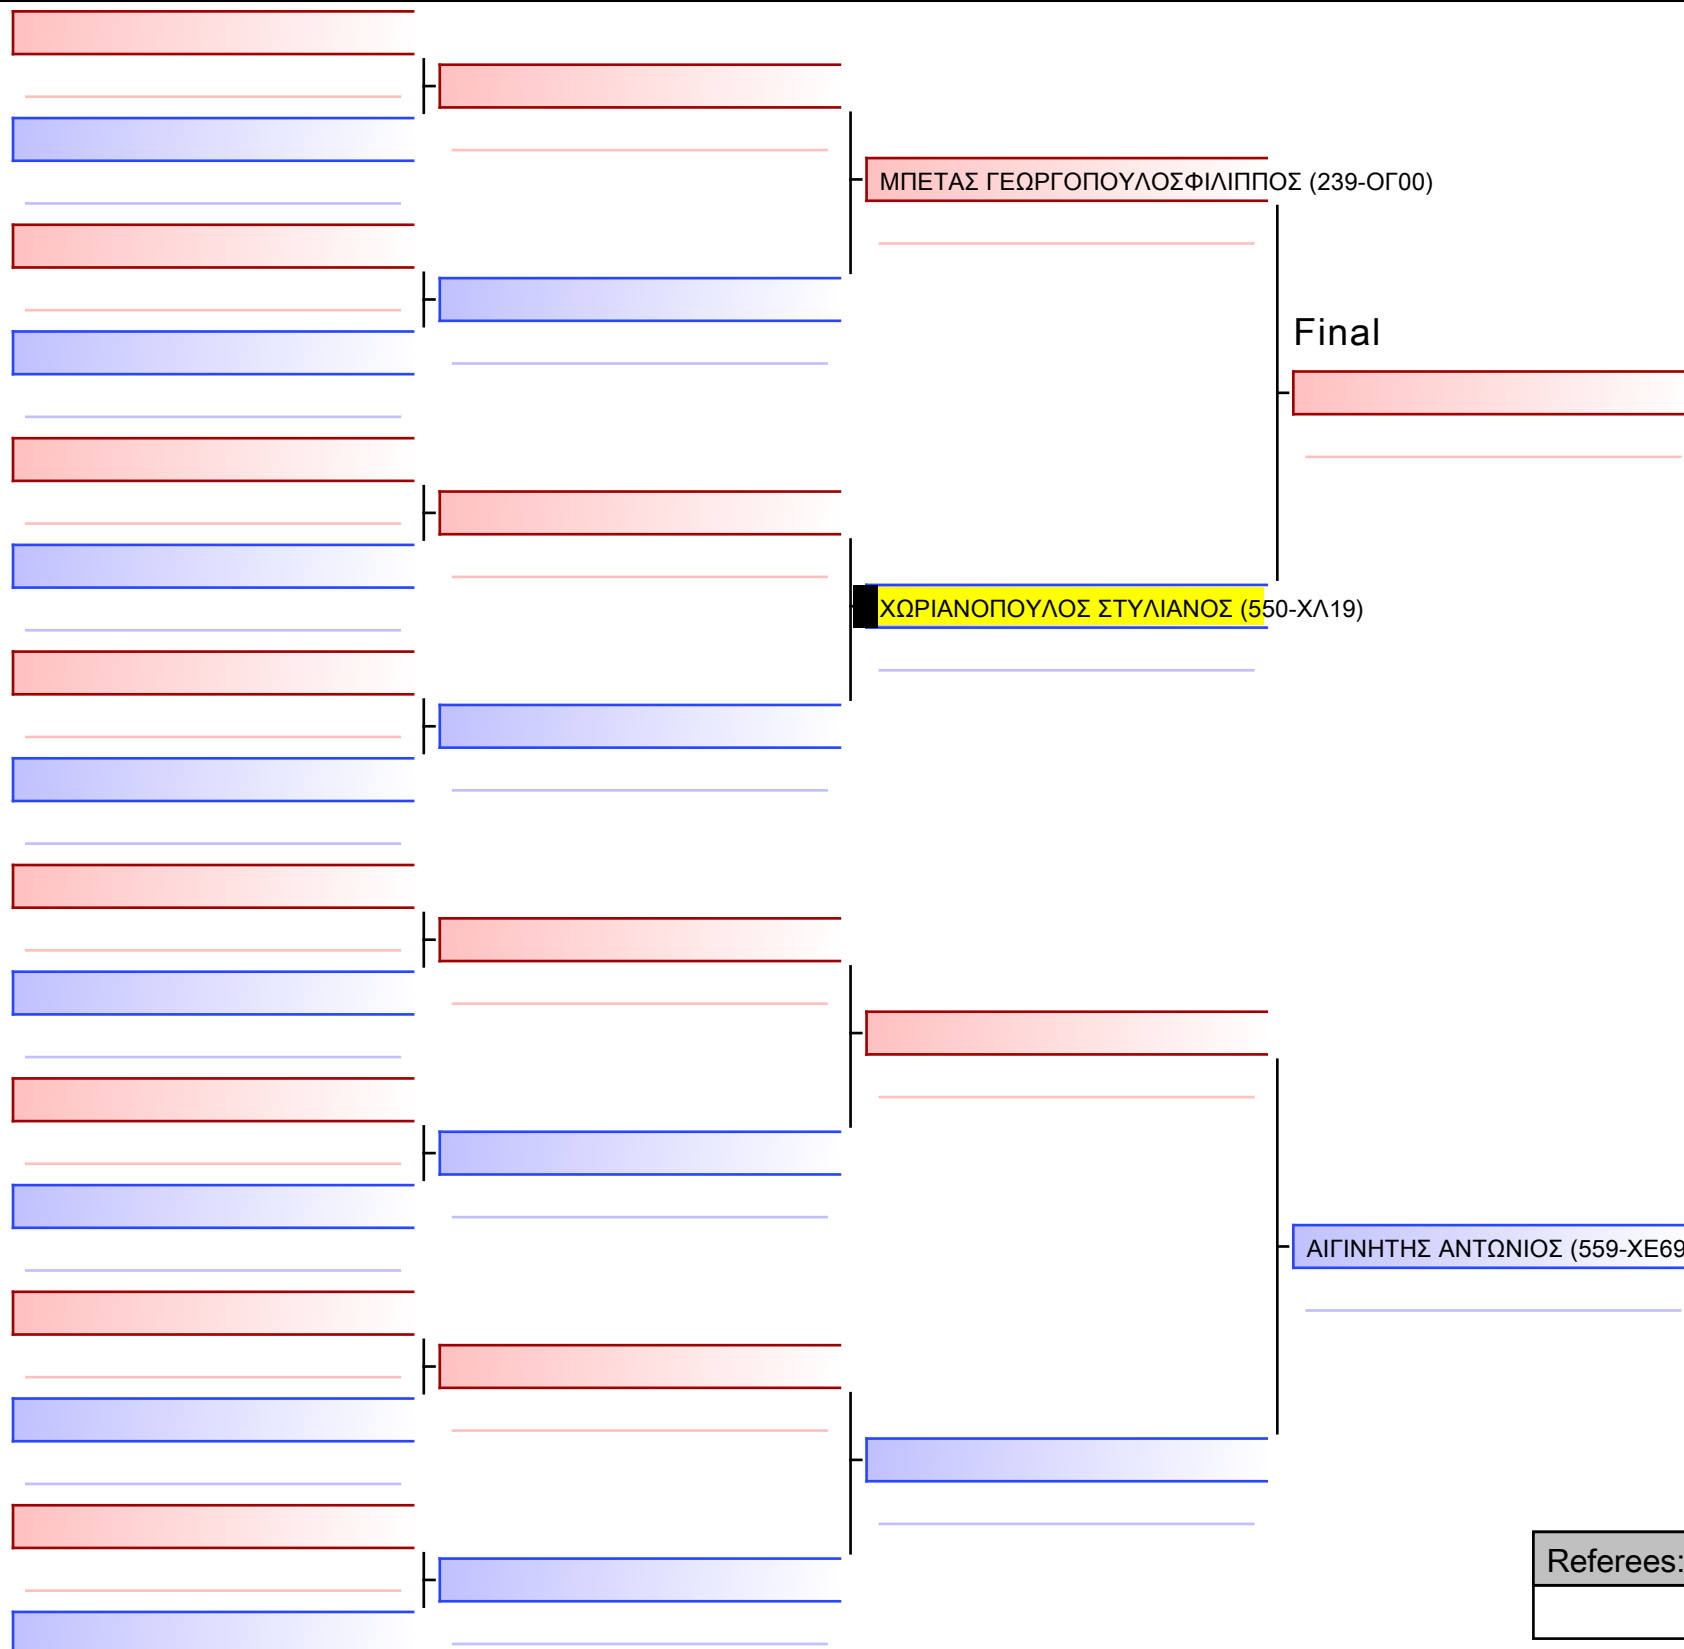 ΜΠΕΤΑΣ ΓΕΩΡΓΟΠΟΥΛΟΣΦΙΛΙΠΠΟΣ (239-ΟΓ00)
Final
ΧΩΡΙΑΝΟΠΟΥΛΟΣ ΣΤΥΛΙΑΝΟΣ (550-ΧΛ19)
ΑΙΓΙΝΗΤΗΣ ΑΝΤΩΝΙΟΣ (559-ΧΕ69
Referees: